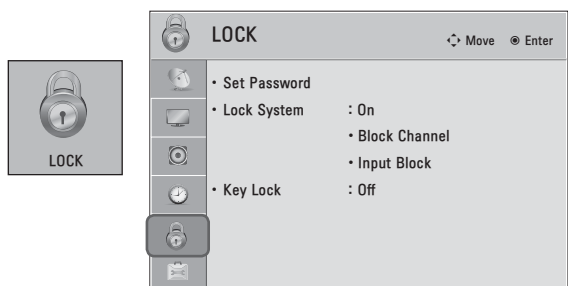 LOCK
LOCK
Move Enter
• Set Password
• Lock System : On
• Block Channel
• Input Block
• Key Lock : Off